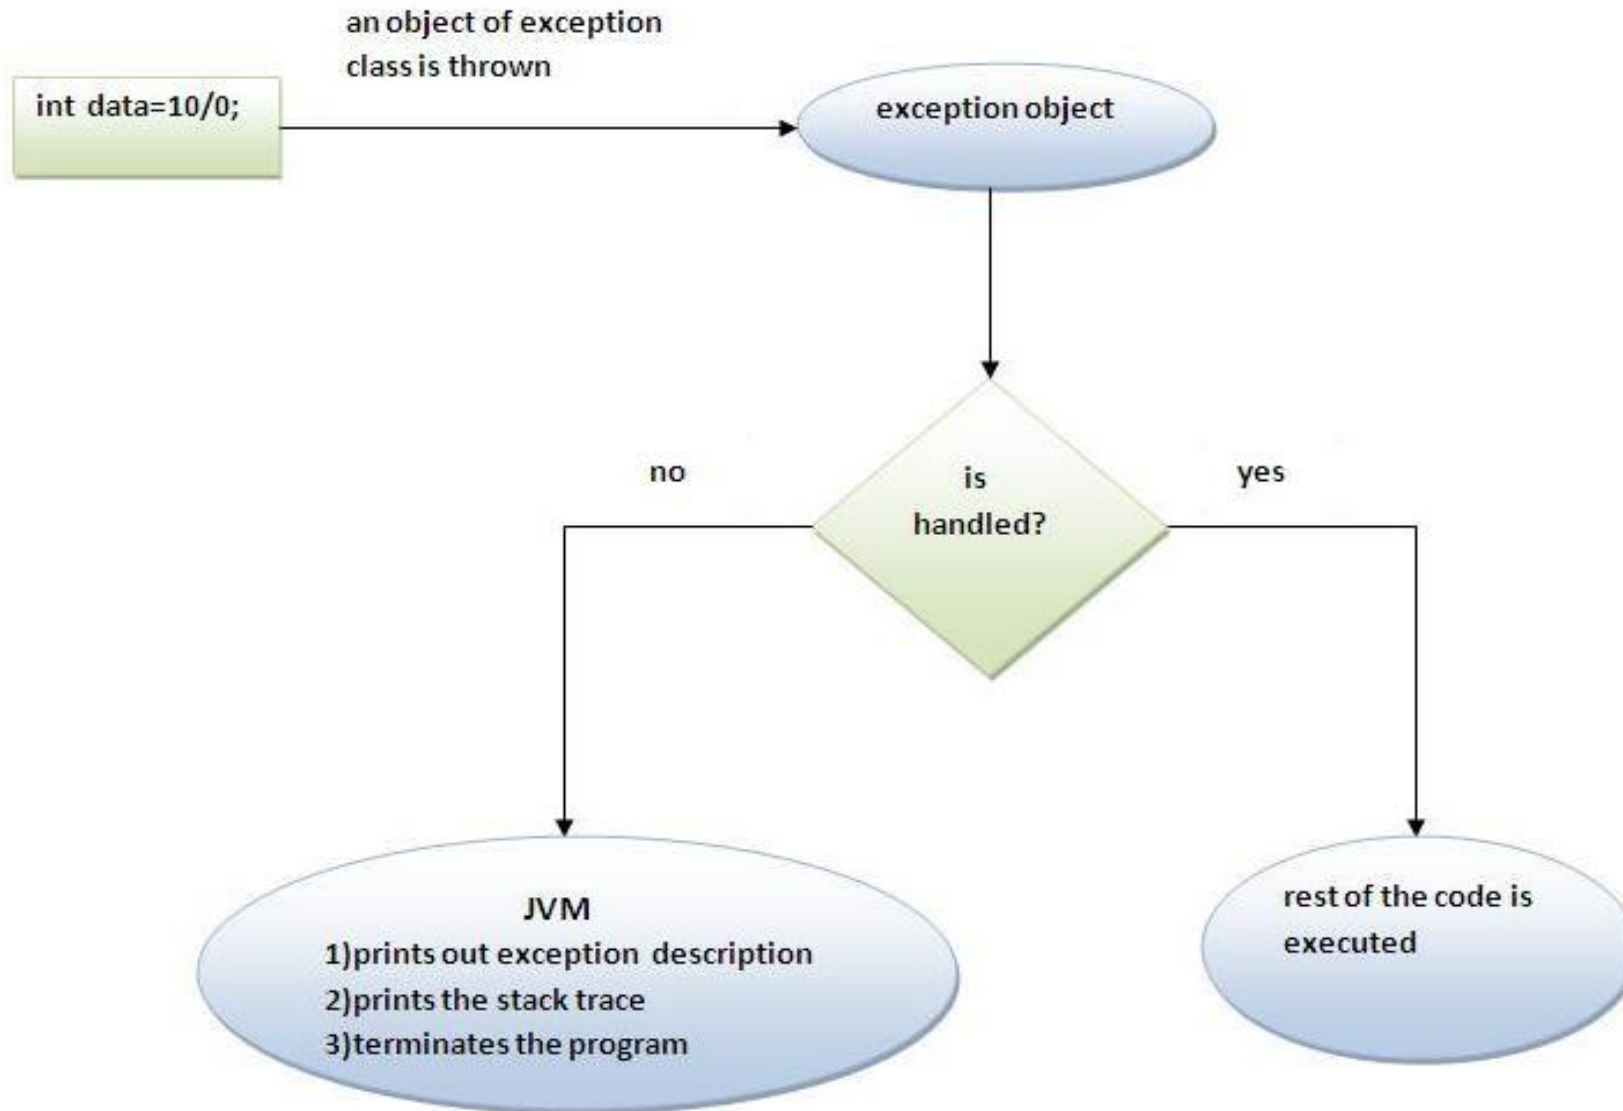 an object of exception
class is thrown
int data=10/0;
exception object
no
is
handled?
yes
JVM
1)prints out exception description
2)prints the stack trace
3)terminates the program
rest of the code is
executed